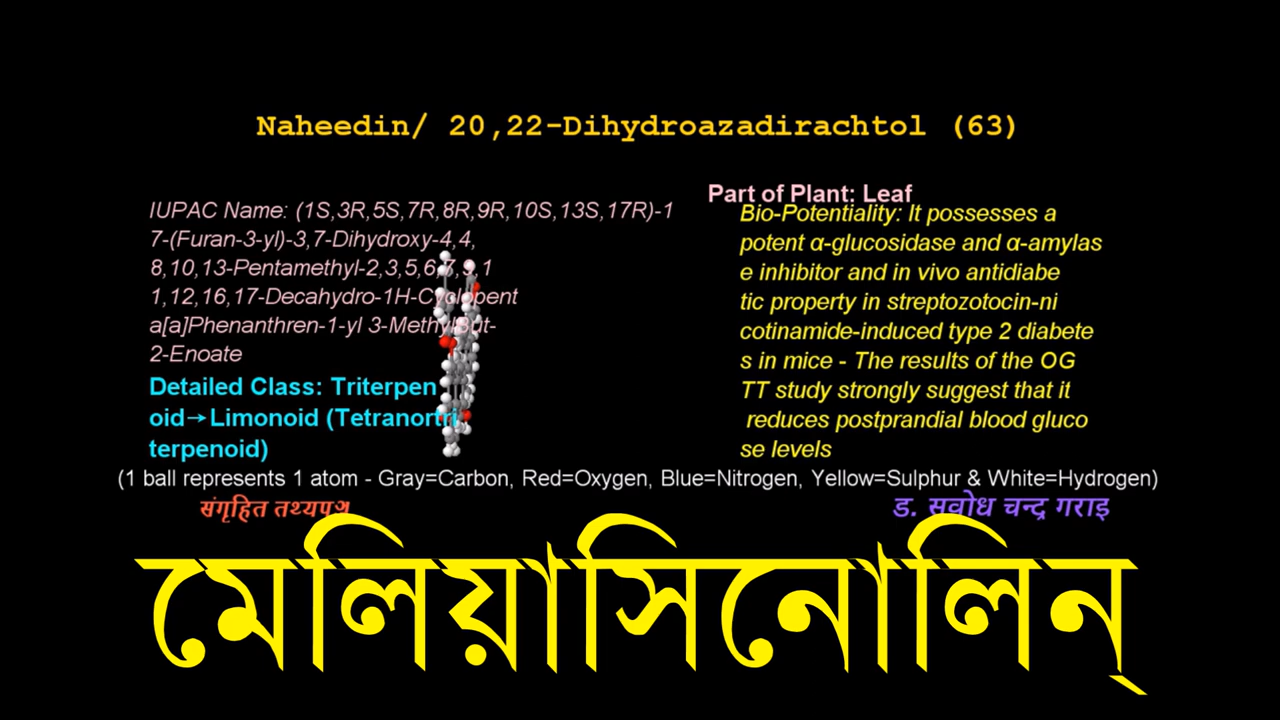 Naheedin/ 20,22-Dihydroazadirachtol (63)
IUPAC Name: (1S,3R,5S,7R,8R,9R,10S,13S,17R)-1
7-(Furan-3-yl)-3,7-Dihydroxy-4,4,
8,10,13-Pentamethyl-2,3,5,6,7,9,1
1,12,16,17-Decahydro-1H-Cyclopent
a[a]Phenanthren-1-yl 3-Methylbut-
2-Enoate
Detailed Class: Triterpen
oid→Limonoid (Tetranortri
terpenoid)
Part of Plant: Leaf
Bio-Potentiality: It possesses a
potent α-glucosidase and α-amylas
e inhibitor and in vivo antidiabe
tic property in streptozotocin-ni
cotinamide-induced type 2 diabete
s in mice - The results of the OG
TT study strongly suggest that it
reduces postprandial blood gluco
se levels
(1 ball represents 1 atom - Gray=Carbon, Red=Oxygen, Blue=Nitrogen, Yellow=Sulphur & White=Hydrogen)
संगृहित
ड. सवोध चन्द्र गराइ
মেলিয়াসিনোলিন্